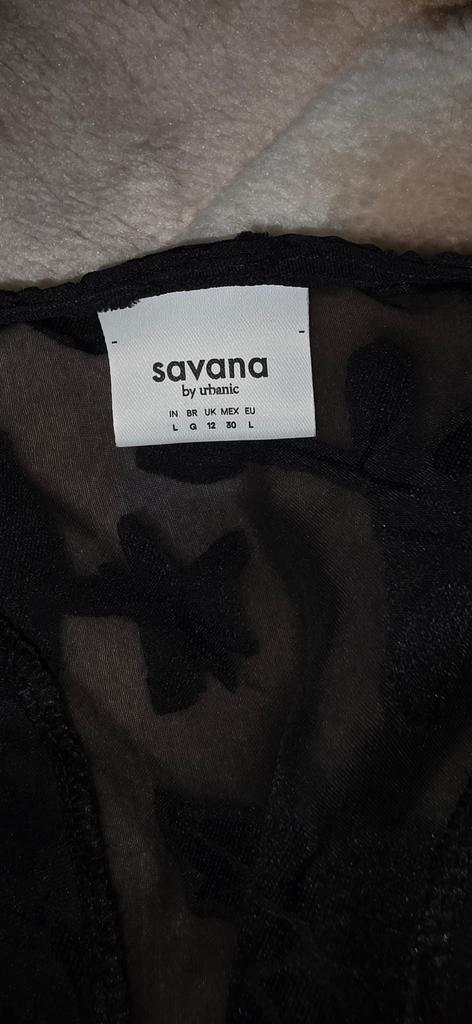 savana
by urbanic
IN BR UK MEX EU
L G 12 30 L